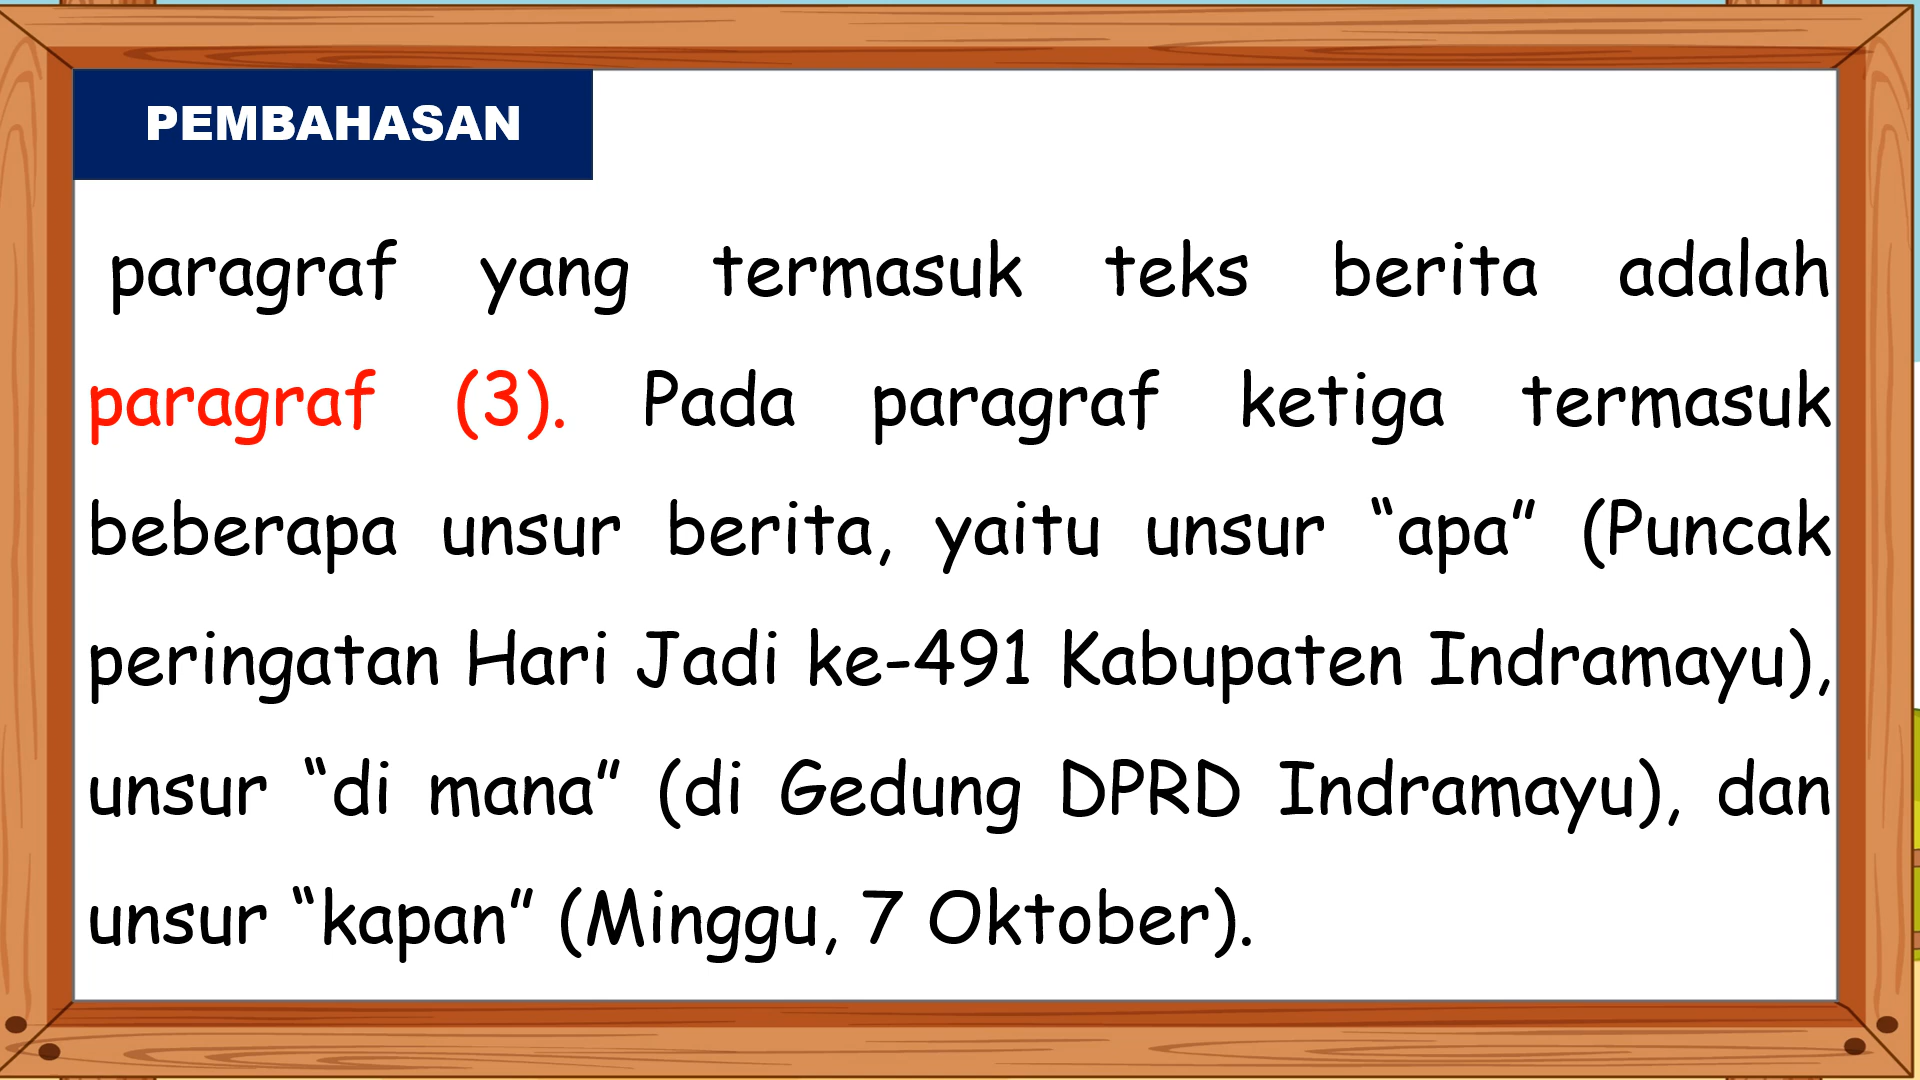 PEMBAHASAN
paragraf yang termasuk teks berita adalah
paragraf (3). Pada paragraf ketiga termasuk
beberapa unsur berita, yaitu unsur “apa” (Puncak
peringatan Hari Jadi ke-491 Kabupaten Indramayu),
unsur “di mana” (di Gedung DPRD Indramayu), dan
unsur “kapan” (Minggu, 7 Oktober).